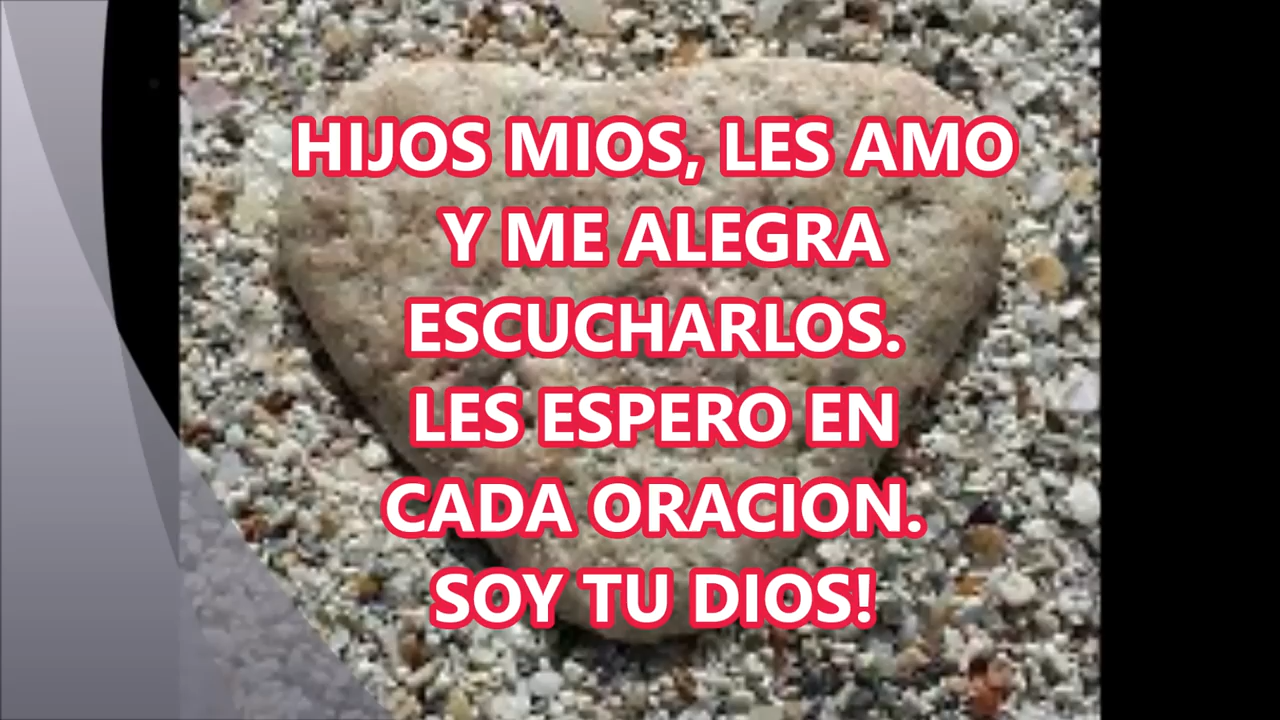 HIJOS MIOS, LES AMO
Y ME ALEGRA
ESCUCHARLOS.
LES ESPERO EN
CADA ORACION.
SOY TU DIOS!